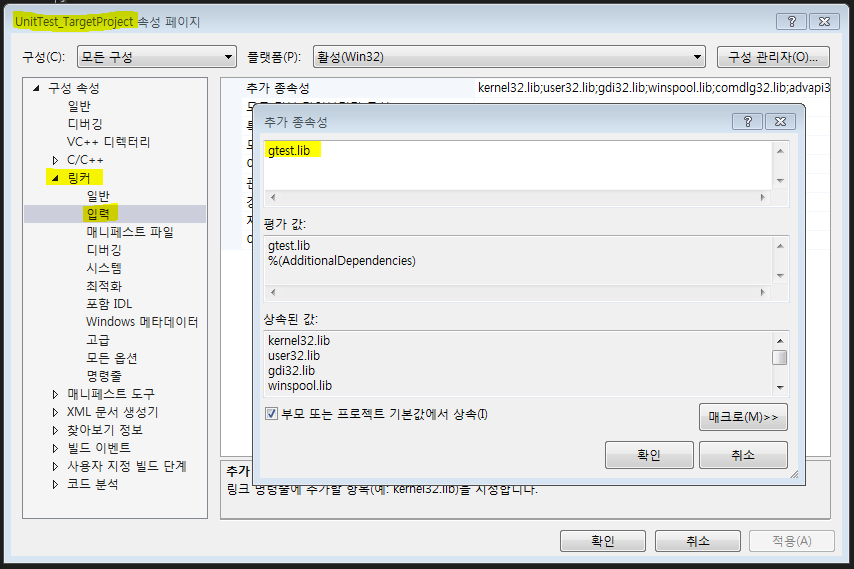 UnitTest_TargetProject 속성 페이지
구성(C): 모든 구성 플랫폼(P): 활성(Win32) 구성 관리자(O)...
구성 속성
일반
디버깅
VC++ 디렉터리
C/C++
링커
일반
입력
매니페스트 파일
디버깅
시스템
최적화
포함 IDL
Windows 메타데이터
고급
모든 옵션
명령줄
매니페스트 도구
XML 문서 생성기
찾아보기 정보
빌드 이벤트
사용자 지정 빌드 단계
코드 분석
추가 종속성 kernel32.lib;user32.lib;gdi32.lib;winspool.lib;comdlg32.lib;advapi3
추가 종속성
gtest.lib
평가 값:
gtest.lib
%(AdditionalDependencies)
상속된 값:
kernel32.lib
user32.lib
gdi32.lib
winspool.lib
부모 또는 프로젝트 기본값에서 상속(I)
매크로(M)>>
확인 취소
추가
링크 명령줄에 추가할 항목(예: kernel32.lib)을 지정합니다.
확인 취소 적용(A)